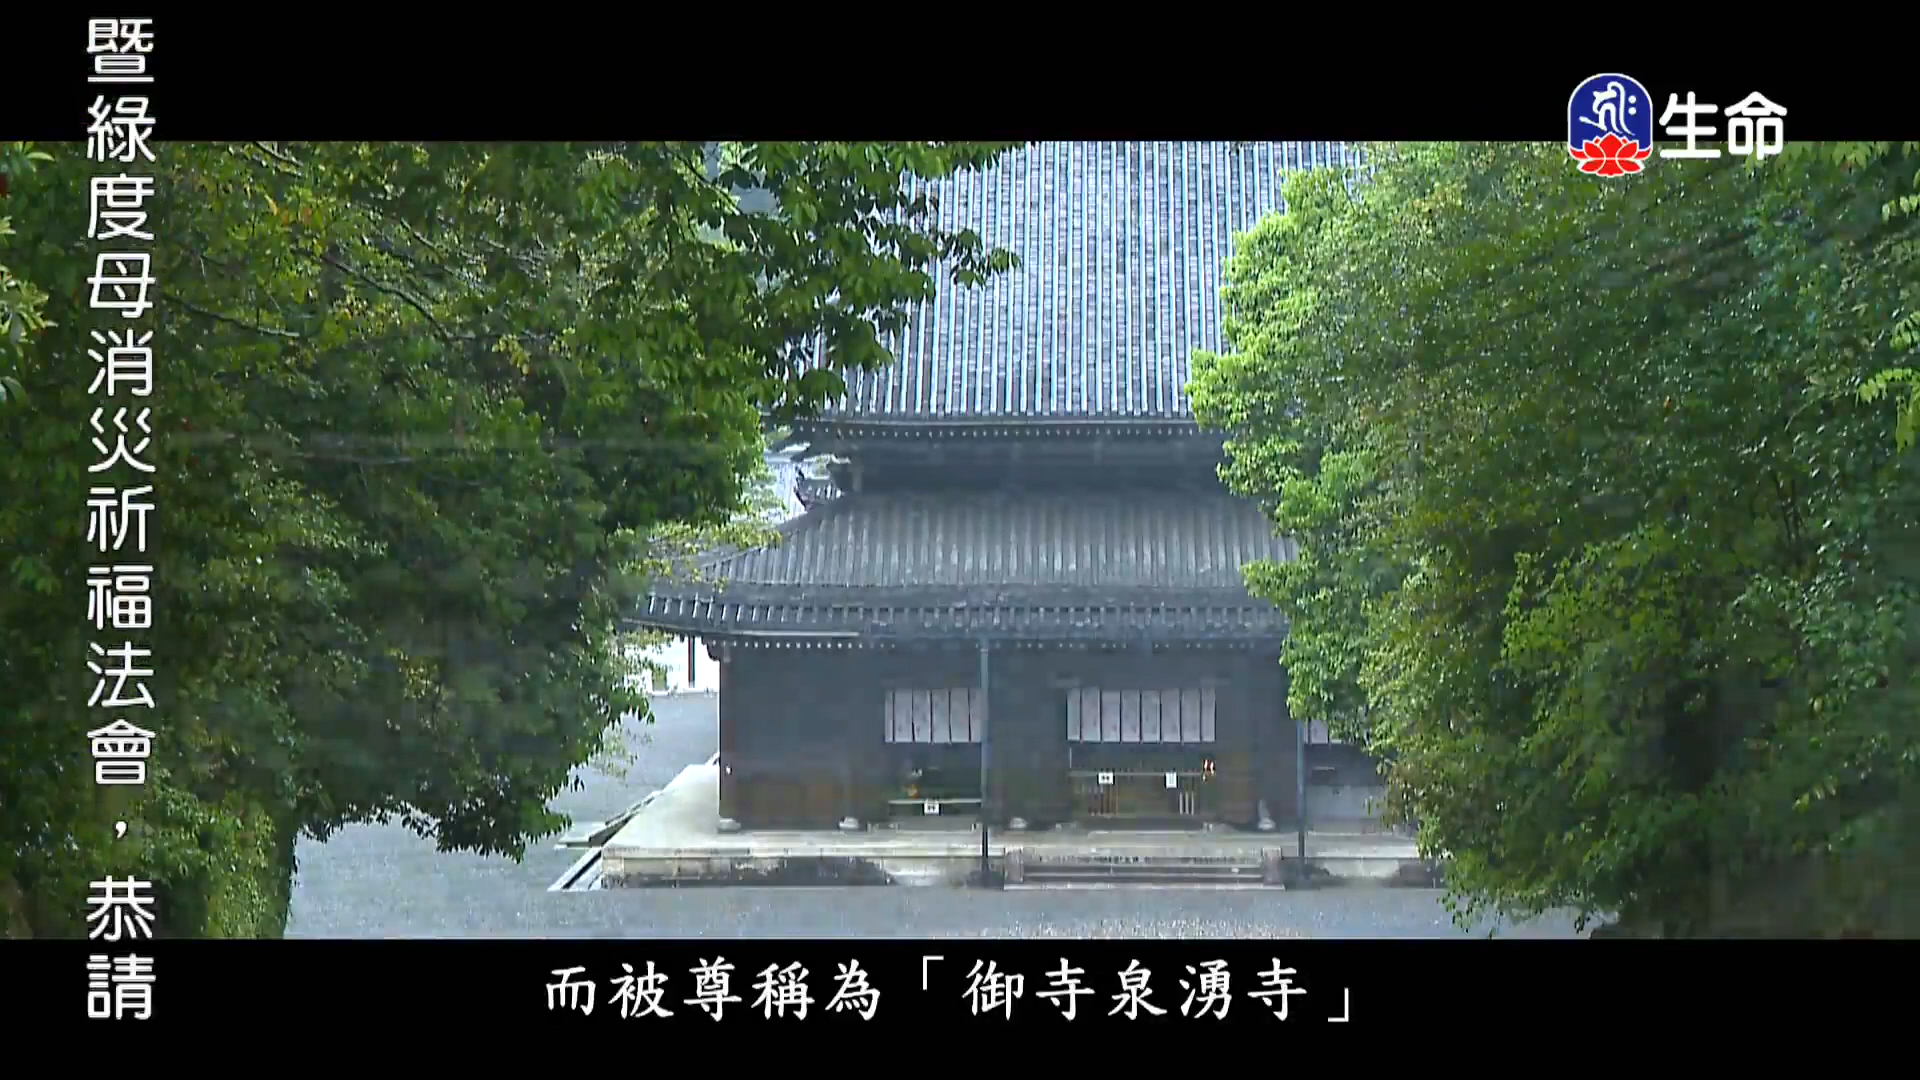 暨綠度母消災祈福法會，恭請
生命
而被尊稱為「御寺泉湧寺」